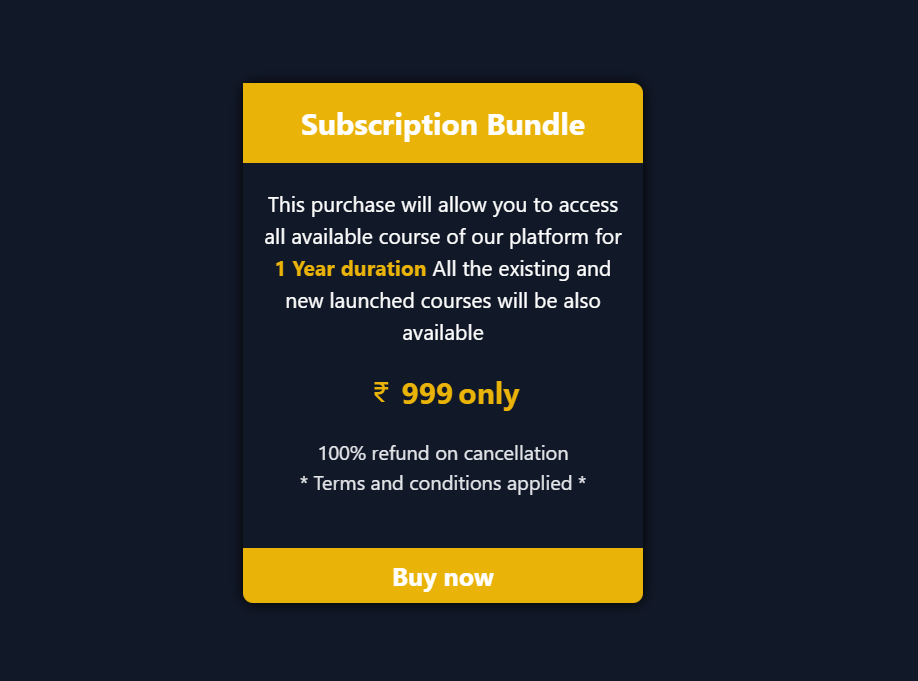 Subscription Bundle
This purchase will allow you to access
all available course of our platform for
1 Year duration All the existing and
new launched courses will be also
available
₹ 999 only
100% refund on cancellation
* Terms and conditions applied *
Buy now